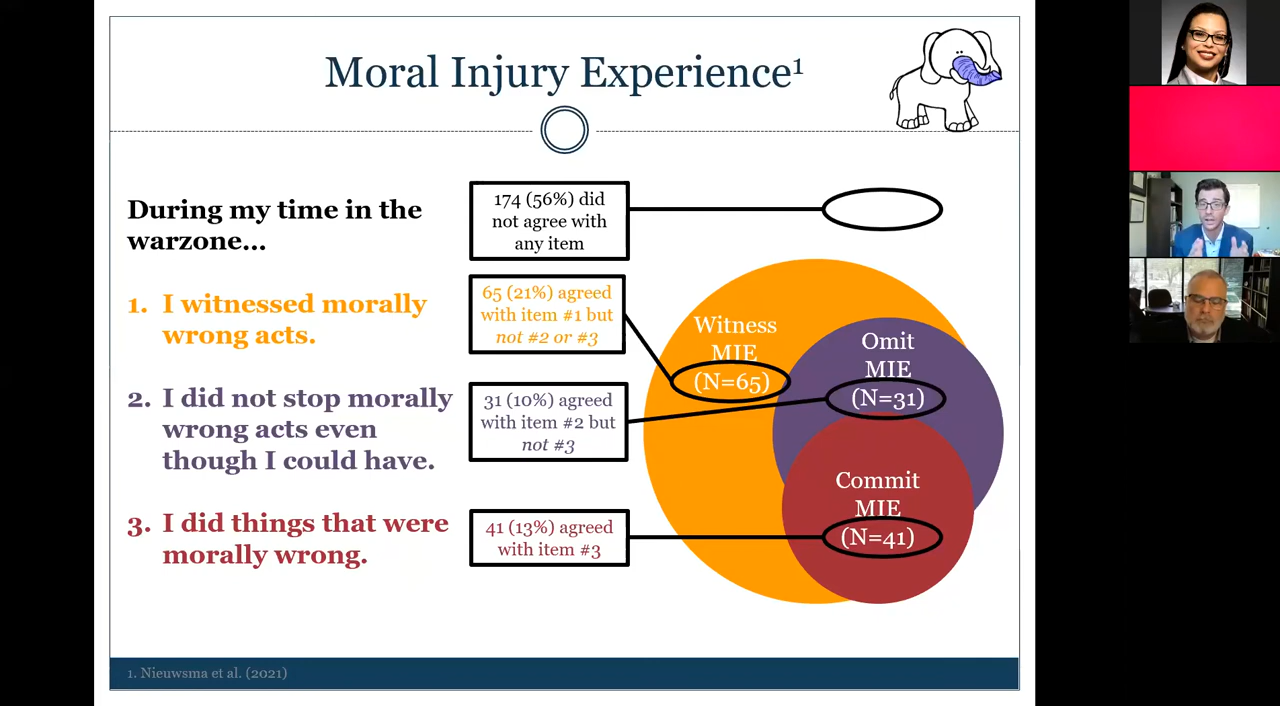 Moral Injury Experience¹
During my time in the
warzone...
1. I witnessed morally
wrong acts.
2. I did not stop morally
wrong acts even
though I could have.
3. I did things that were
morally wrong.
174 (56%) did
not agree with
any item
65 (21%) agreed
with item #1 but
not #2 or #3
31 (10%) agreed
with item #2 but
not #3
41 (13%) agreed
with item #3
Witness
MIE
(N=65)
Omit
MIE
(N=31)
Commit
MIE
(N=41)
1. Nieuwsma et al. (2021)